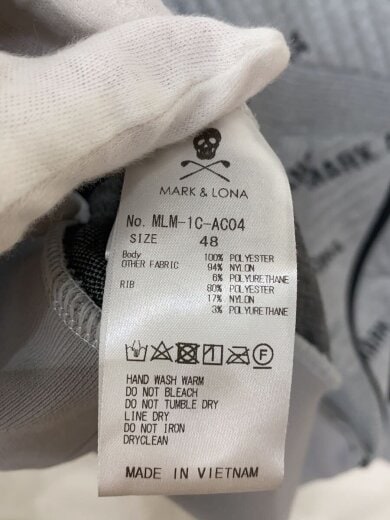 MARK & LONA
No. MLM-1C-AC04
SIZE 48
Body 100% POLYESTER
OTHER FABRIC 94% NYLON
6% POLYURETHANE
RIB 80% POLYESTER
17% NYLON
3% POLYURETHANE
HAND WASH WARM
DO NOT BLEACH
DO NOT TUMBLE DRY
LINE DRY
DO NOT IRON
DRYCLEAN
MADE IN VIETNAM
MARK